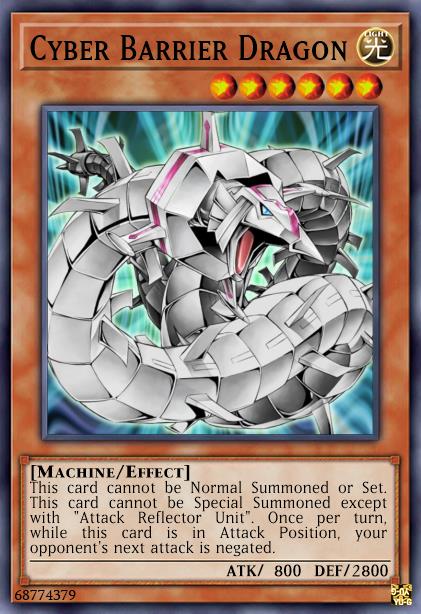 CYBER BARRIER DRAGON
LIGHT
光
[MACHINE/EFFECT]
This card cannot be Normal Summoned or Set.
This card cannot be Special Summoned except
with "Attack Reflector Unit". Once per turn,
while this card is in Attack Position, your
opponent's next attack is negated.
ATK/ 800 DEF/2800
68774379